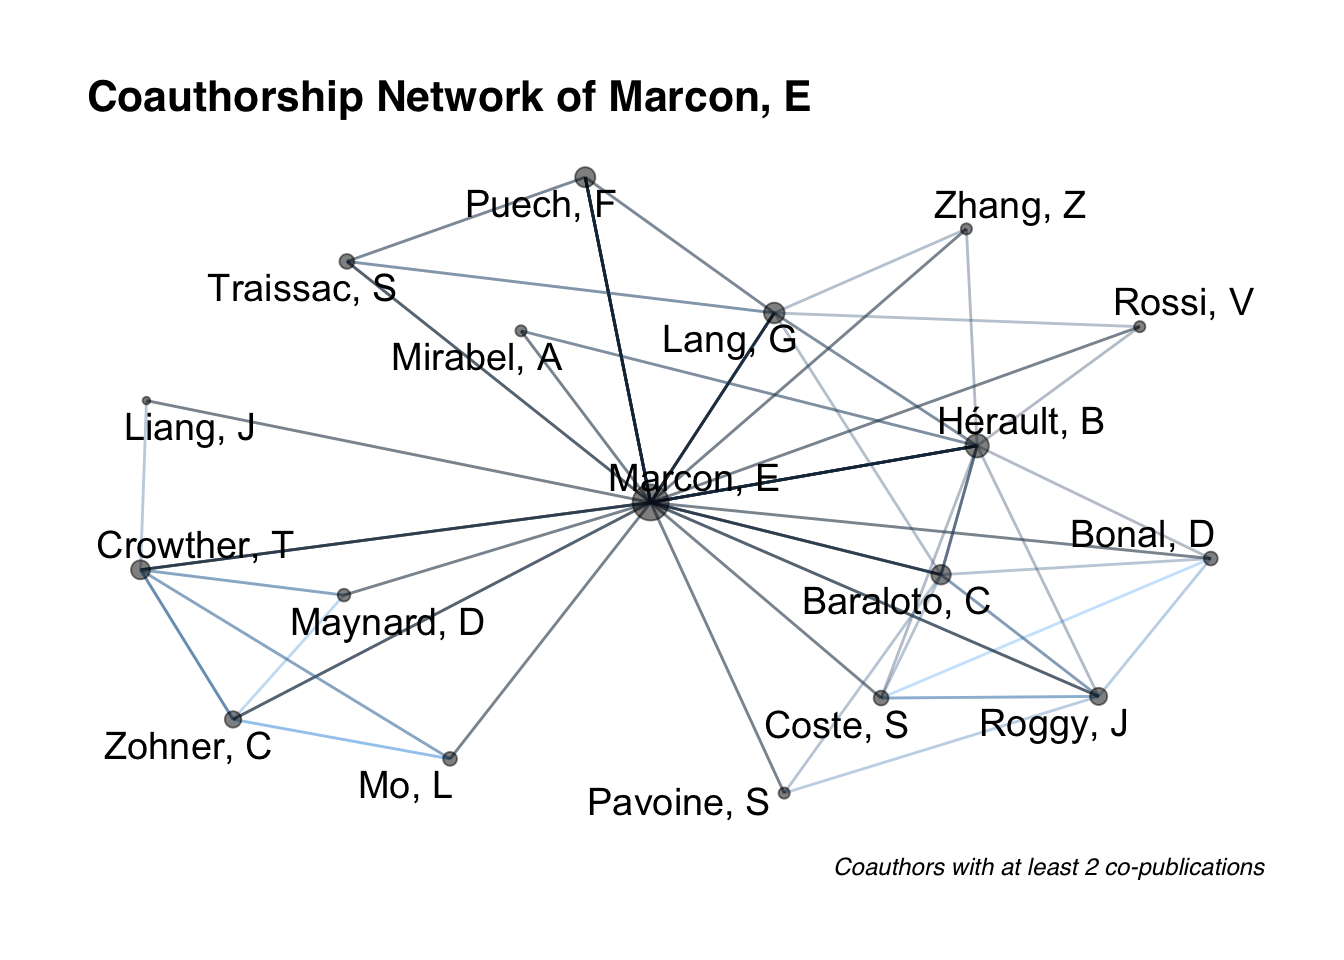 Coauthorship Network of Marcon, E
Puech, F
Zhang, Z
Traissac, S
Rossi, V
Lang, G
Mirabel, A
Hérault, B
Liang, J
Marcon, E
Bonal, D
Crowther, T
Baraloto, C
Maynard, D
Coste, S
Roggy, J
Zohner, C
Mo, L
Pavoine, S
Coauthors with at least 2 co-publications